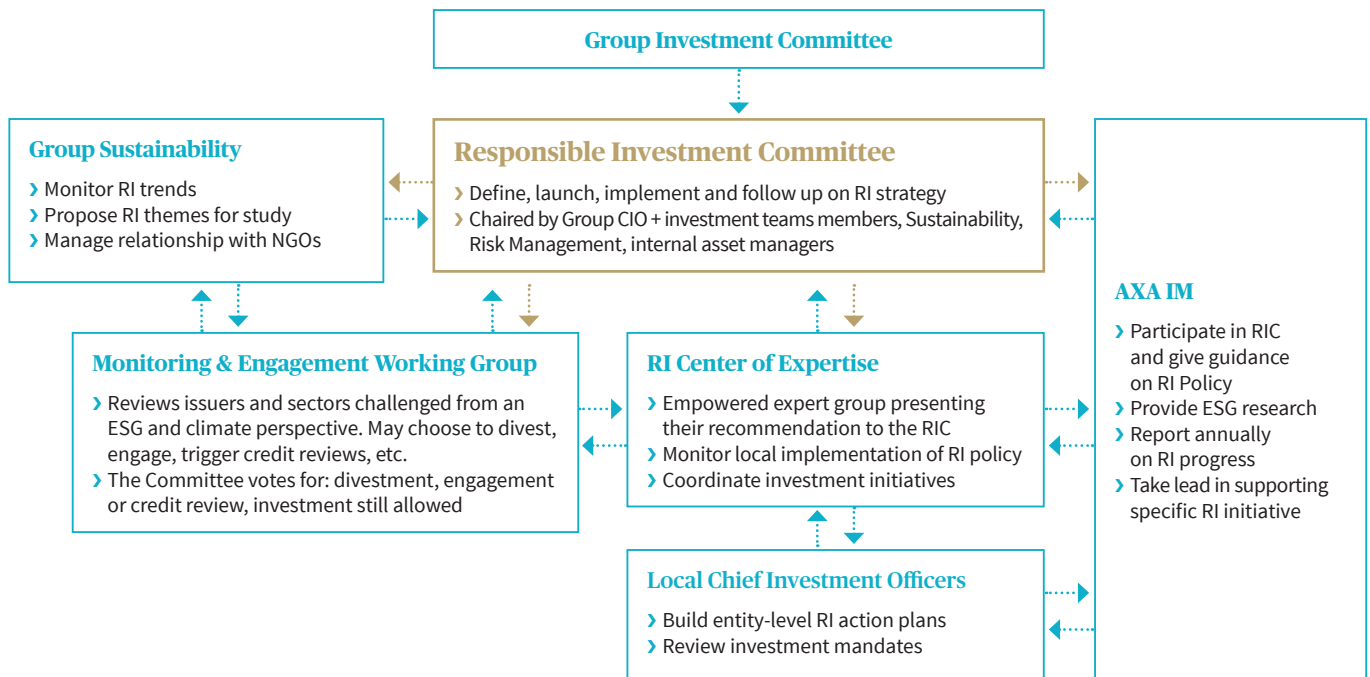 Group Investment Committee
Group Sustainability
❯ Monitor RI trends
❯ Propose RI themes for study
❯ Manage relationship with NGOs
Responsible Investment Committee
❯ Define, launch, implement and follow up on RI strategy
❯ Chaired by Group CIO + investment teams members, Sustainability,
Risk Management, internal asset managers
Monitoring & Engagement Working Group
❯ Reviews issuers and sectors challenged from an
ESG and climate perspective. May choose to divest,
engage, trigger credit reviews, etc.
❯ The Committee votes for: divestment, engagement
or credit review, investment still allowed
RI Center of Expertise
❯ Empowered expert group presenting
their recommendation to the RIC
❯ Monitor local implementation of RI policy
❯ Coordinate investment initiatives
Local Chief Investment Officers
❯ Build entity-level RI action plans
❯ Review investment mandates
AXA IM
❯ Participate in RIC
and give guidance
on RI Policy
❯ Provide ESG research
❯ Report annually
on RI progress
❯ Take lead in supporting
specific RI initiative